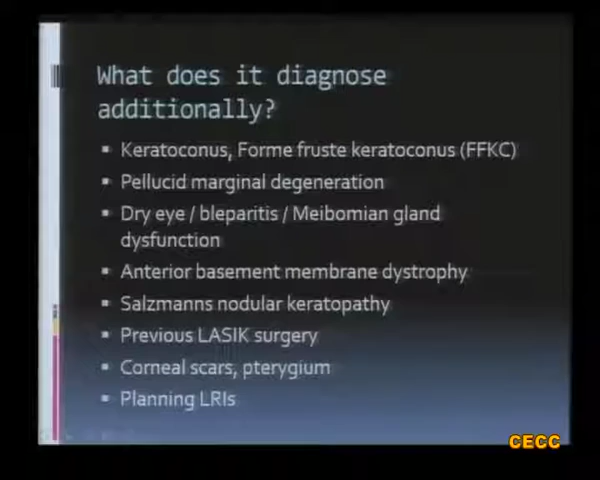 What does it diagnose
additionally?
▪ Keratoconus, Forme fruste keratoconus (FFKC)
▪ Pellucid marginal degeneration
▪ Dry eye / bleparitis / Meibomian gland
dysfunction
▪ Anterior basement membrane dystrophy
▪ Salzmanns nodular keratopathy
▪ Previous LASIK surgery
▪ Corneal scars, pterygium
▪ Planning LRIs
CECC